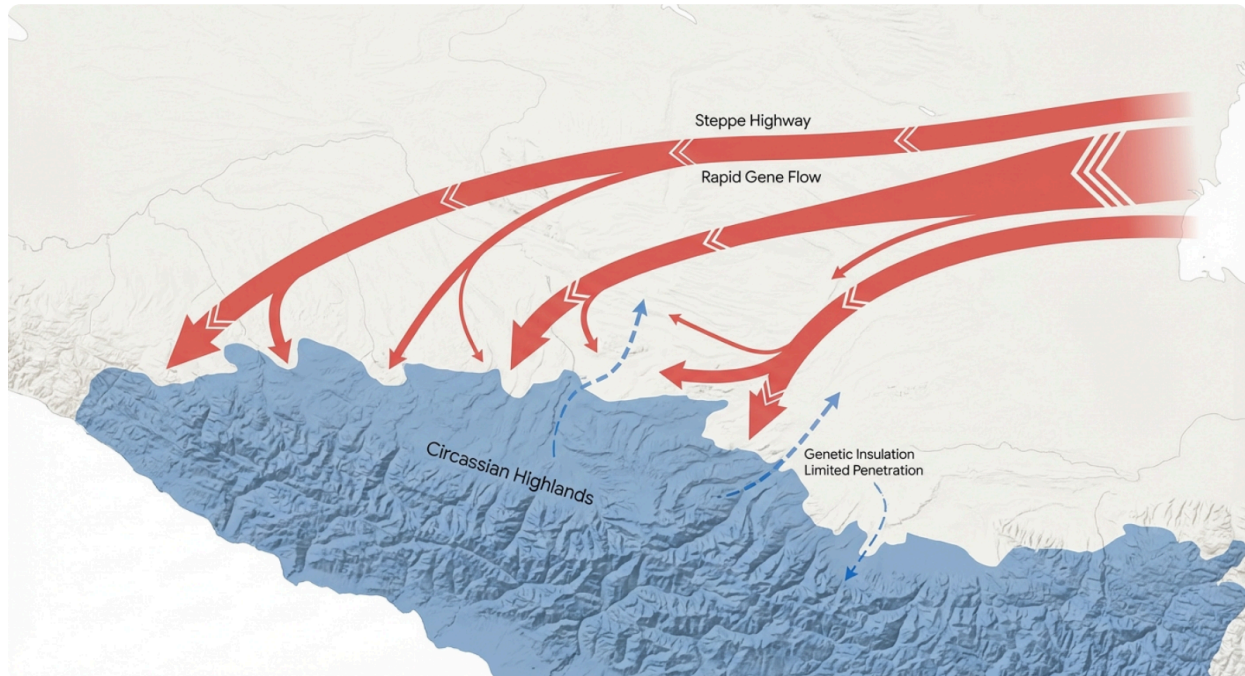 Steppe Highway
Rapid Gene Flow
Circassian Highlands
Genetic Insulation
Limited Penetration